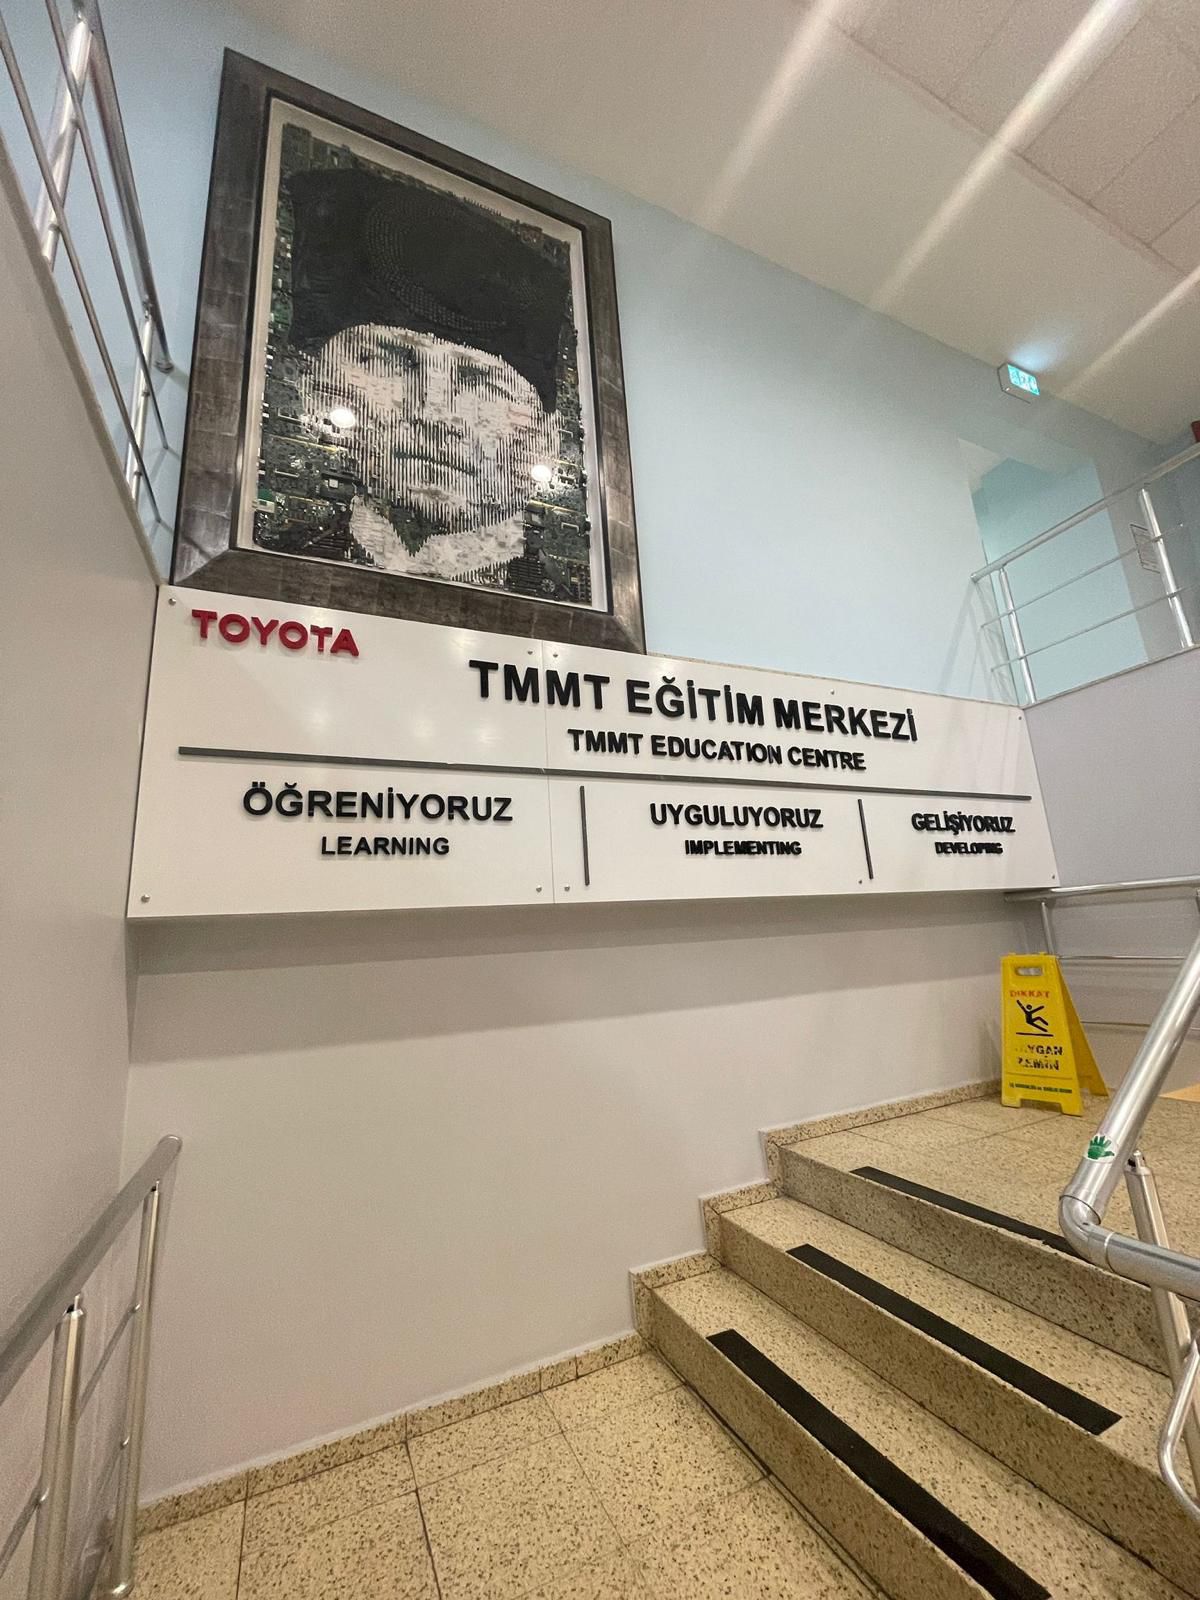 TOYOTA
TMMT EĞİTİM MERKEZİ
TMMT EDUCATION CENTRE
ÖĞRENİYORUZ
LEARNING
UYGULUYORUZ
IMPLEMENTING
GELİŞİYORUZ
DEVELOPING
DİKKAT
ZEMİN